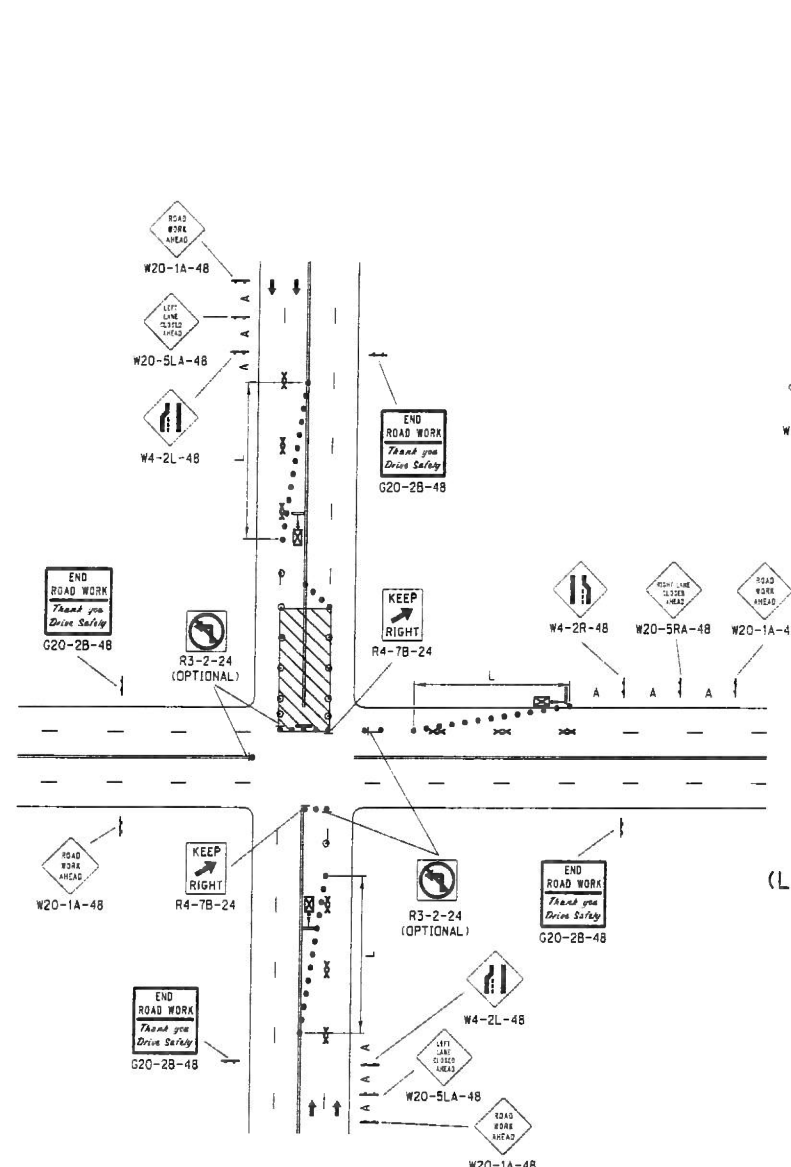 ROAD
WORK
AHEAD
W20-1A-48
A
LEFT
LANE
CLOSED
AHEAD
W20-5LA-48
A
A
W4-2L-48
L
END
ROAD WORK
Thank you
Drive Safely
G20-2B-48
W
END
ROAD WORK
Thank you
Drive Safely
G20-2B-48
R3-2-24
(OPTIONAL)
KEEP
RIGHT
R4-7B-24
W4-2R-48
RIGHT LANE
CLOSED
AHEAD
W20-5RA-48
ROAD
WORK
AHEAD
W20-1A-4
L
A
A
A
ROAD
WORK
AHEAD
W20-1A-48
KEEP
RIGHT
R4-7B-24
R3-2-24
(OPTIONAL)
END
ROAD WORK
Thank you
Drive Safely
G20-2B-48
(L
L
END
ROAD WORK
Thank you
Drive Safely
G20-2B-48
W4-2L-48
A
LEFT
LANE
CLOSED
AHEAD
W20-5LA-48
A
A
ROAD
WORK
AHEAD
W20-1A-48